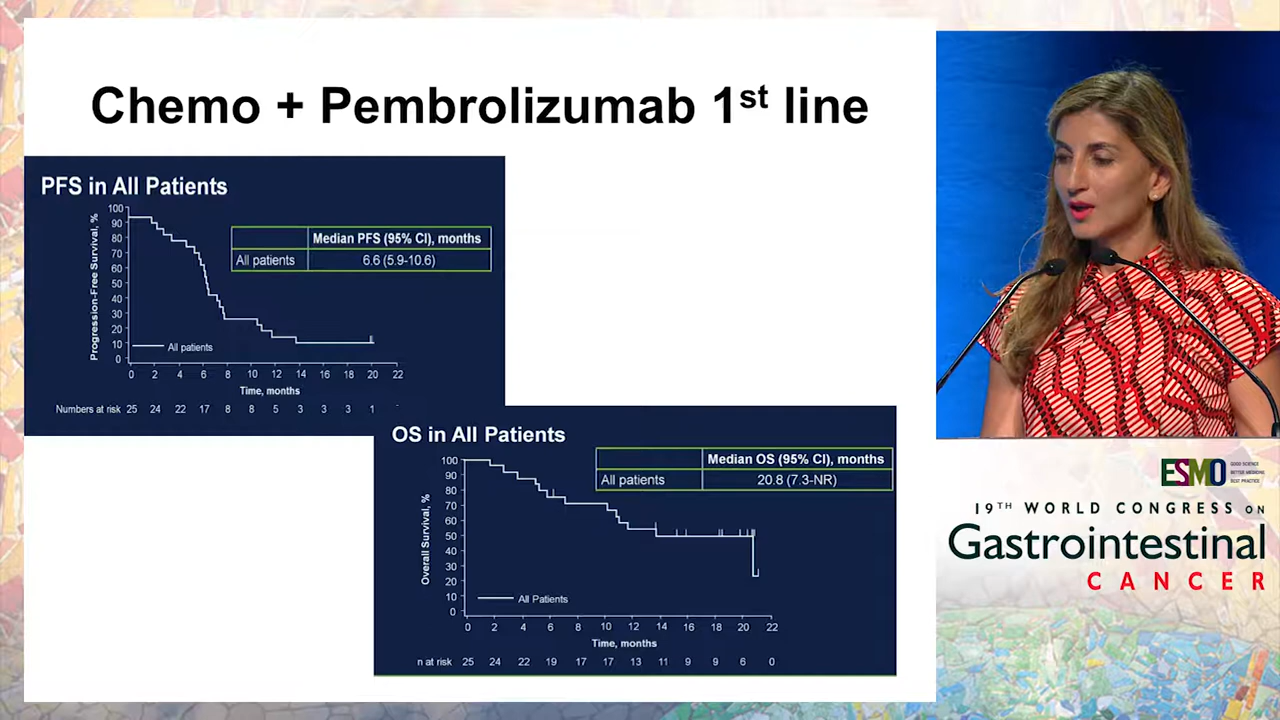 Chemo + Pembrolizumab 1st line
PFS in All Patients
Median PFS (95% CI), months
All patients 6.6 (5.9-10.6)
Progression-Free Survival, %
100
90
80
70
60
50
40
30
20
10
0
All patients
0 2 4 6 8 10 12 14 16 18 20 22
Time, months
Numbers at risk 25 24 22 17 8 8 5 3 3 3 1
OS in All Patients
Median OS (95% CI), months
All patients 20.8 (7.3-NR)
Overall Survival, %
100
90
80
70
60
50
40
30
20
10
0
All Patients
0 2 4 6 8 10 12 14 16 18 20 22
Time, months
n at risk 25 24 22 19 17 17 13 11 9 9 6 0
ESMO
GOOD SCIENCE
BETTER MEDICINE
BEST PRACTICE
19TH WORLD CONGRESS ON
Gastrointestinal
CANCER